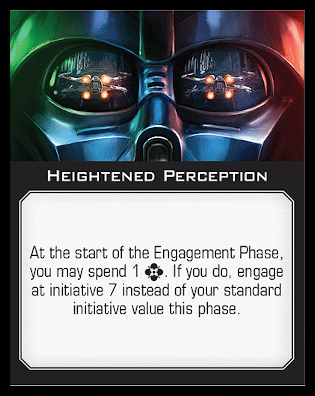 Heightened Perception
At the start of the Engagement Phase,
you may spend 1 . If you do, engage
at initiative 7 instead of your standard
initiative value this phase.